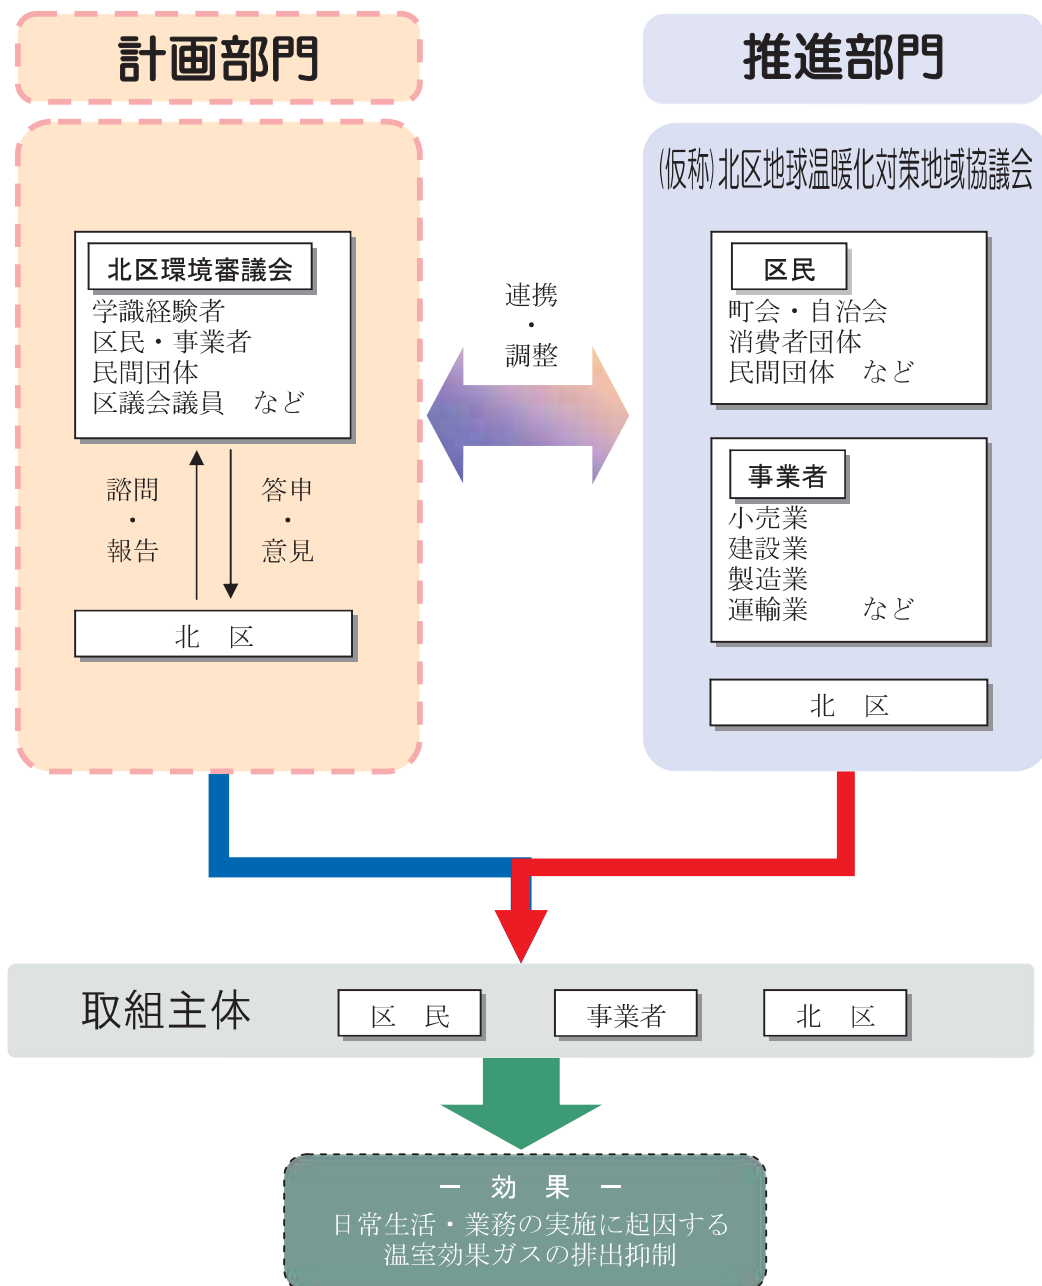 計画部門
北区環境審議会
学識経験者
区民・事業者
民間団体
区議会議員　など
諮問
・
報告
答申
・
意見
北　区
連携
・
調整
推進部門
(仮称)北区地球温暖化対策地域協議会
区民
町会・自治会
消費者団体
民間団体　など
事業者
小売業
建設業
製造業
運輸業　　など
北　区
取組主体
区　民
事業者
北　区
ー　効　果　ー
日常生活・業務の実施に起因する
温室効果ガスの排出抑制